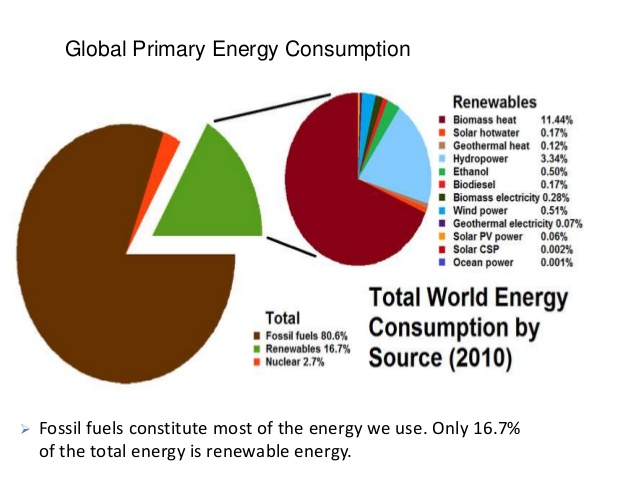 Global Primary Energy Consumption
Renewables
Biomass heat 11.44%
Solar hotwater 0.17%
Geothermal heat 0.12%
Hydropower 3.34%
Ethanol 0.50%
Biodiesel 0.17%
Biomass electricity 0.28%
Wind power 0.51%
Geothermal electricity 0.07%
Solar PV power 0.06%
Solar CSP 0.002%
Ocean power 0.001%
Total World Energy
Consumption by
Source (2010)
Total
Fossil fuels 80.6%
Renewables 16.7%
Nuclear 2.7%
Fossil fuels constitute most of the energy we use. Only 16.7%
of the total energy is renewable energy.